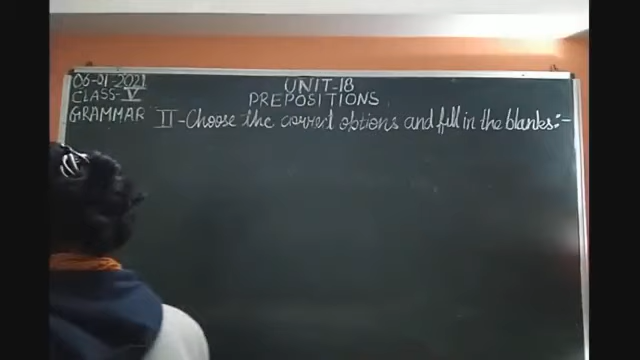 06-01-2021
CLASS-V
GRAMMAR
UNIT-18
PREPOSITIONS
II-Choose the correct options and fill in the blanks:-